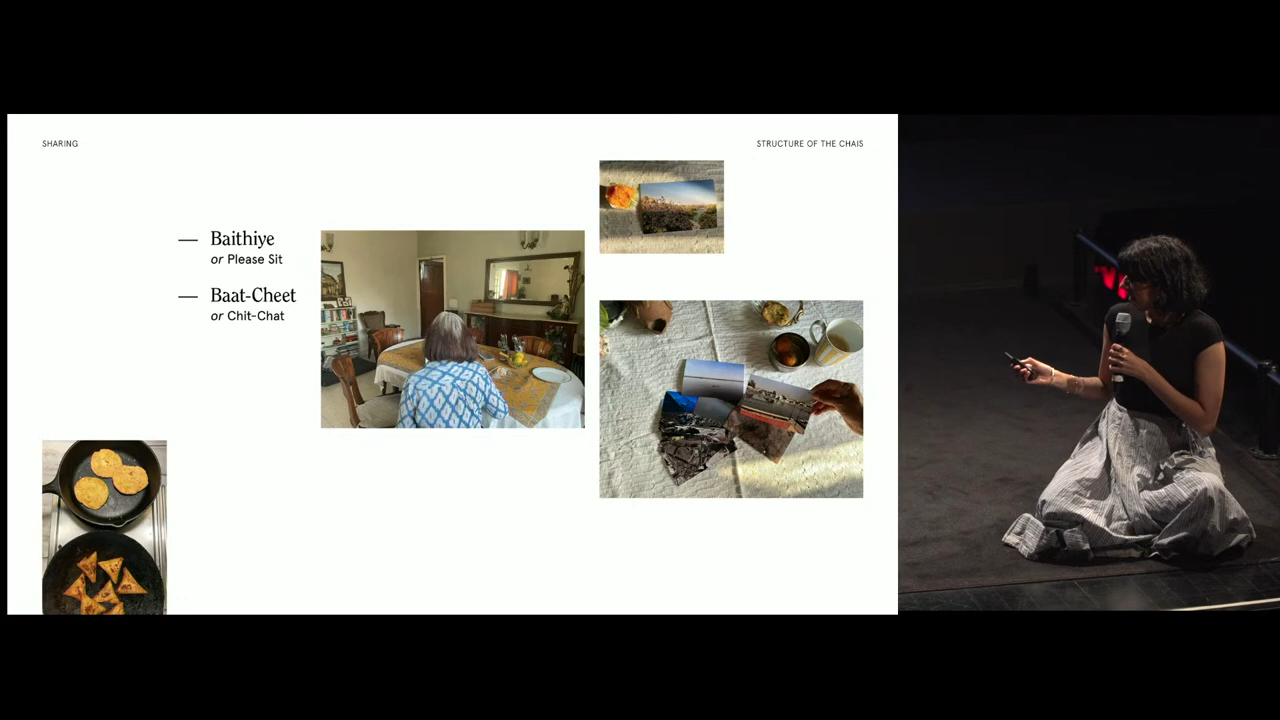 SHARING
STRUCTURE OF THE CHAIS
— Baithiye
or Please Sit
— Baat-Cheet
or Chit-Chat